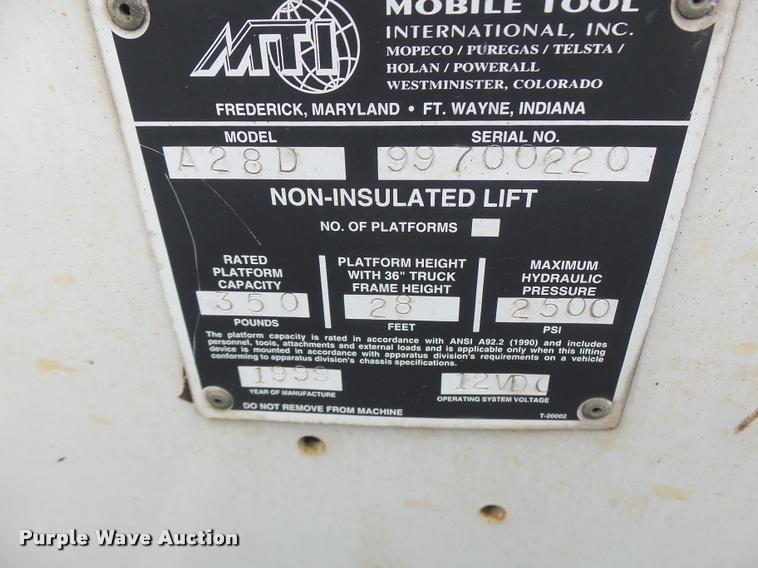 MOBILE TOOL
MTI
INTERNATIONAL, INC.
MOPECO / PUREGAS / TELSTA /
HOLAN / POWERALL
WESTMINISTER, COLORADO
FREDERICK, MARYLAND • FT. WAYNE, INDIANA
MODEL
A28D
SERIAL NO.
99700220
NON-INSULATED LIFT
NO. OF PLATFORMS
RATED
PLATFORM
CAPACITY
350
POUNDS
PLATFORM HEIGHT
WITH 36" TRUCK
FRAME HEIGHT
28
FEET
MAXIMUM
HYDRAULIC
PRESSURE
2500
PSI
The platform capacity is rated in accordance with ANSI A92.2 (1990) and includes
personnel, tools, attachments and external loads and is applicable only when this lifting
device is mounted in accordance with apparatus division's requirements on a vehicle
conforming to apparatus division's chassis specifications.
1999
YEAR OF MANUFACTURE
12VDC
OPERATING SYSTEM VOLTAGE
DO NOT REMOVE FROM MACHINE
T-20002
Purple Wave Auction